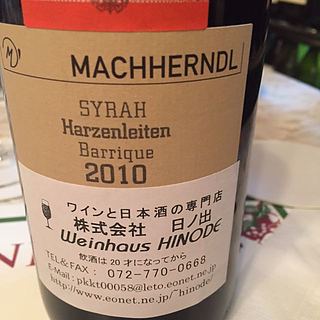 MACHHERNDL
SYRAH
Harzenleiten
Barrique
2010
ワインと日本酒の専門店
株式会社 日ノ出
Weinhaus HINODE
飲酒は20才になってから
TEL&FAX: 072-770-0668
E-Mail: pkkt00058@leto.eonet.ne.jp
http://www.eonet.ne.jp/~hinode/